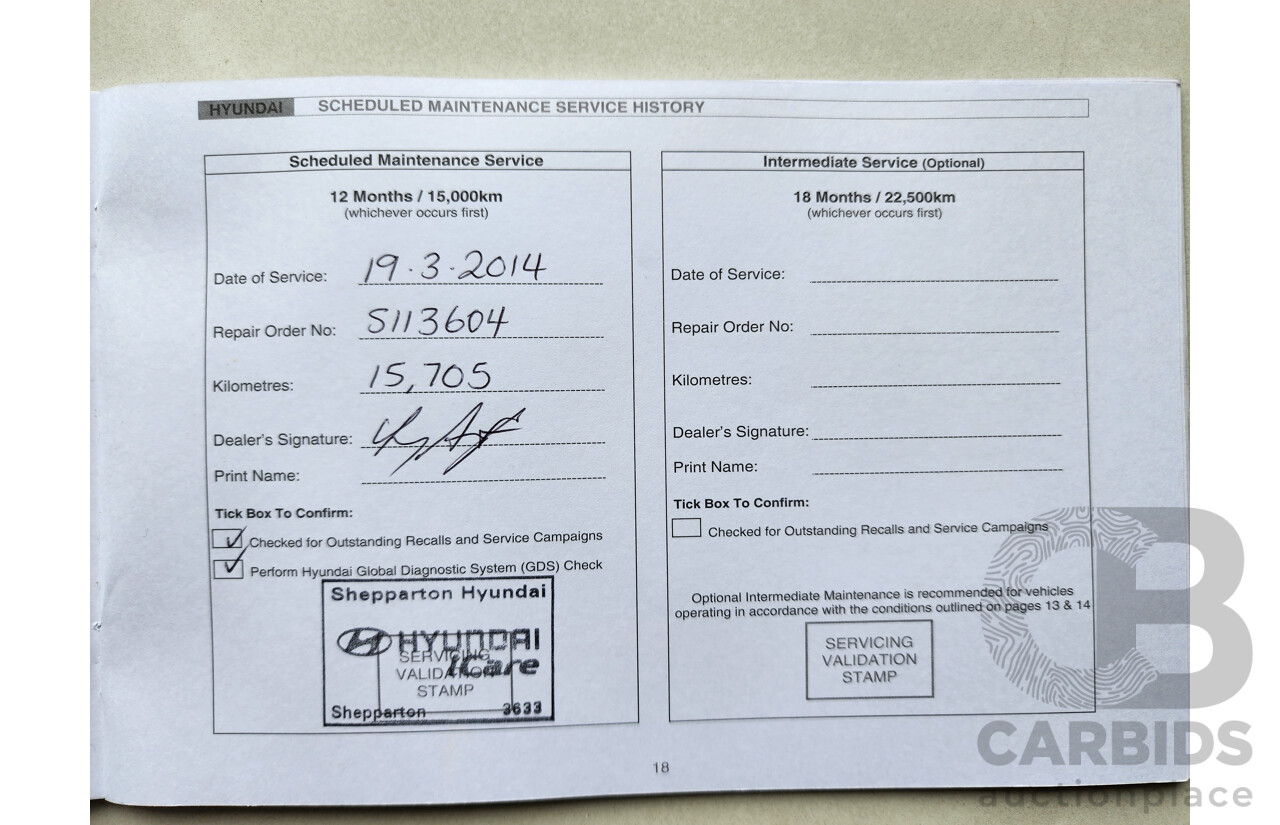 HYUNDAI SCHEDULED MAINTENANCE SERVICE HISTORY
Scheduled Maintenance Service
12 Months / 15,000km
(whichever occurs first)
Date of Service: 19.3.2014
Repair Order No: S113604
Kilometres: 15,705
Dealer's Signature:
Print Name:
Tick Box To Confirm:
Checked for Outstanding Recalls and Service Campaigns
Perform Hyundai Global Diagnostic System (GDS) Check
Shepparton Hyundai
HYUNDAI
iCare
SERVICING
VALIDATION
STAMP
Shepparton 3633
Intermediate Service (Optional)
18 Months / 22,500km
(whichever occurs first)
Date of Service:
Repair Order No:
Kilometres:
Dealer's Signature:
Print Name:
Tick Box To Confirm:
Checked for Outstanding Recalls and Service Campaigns
Optional Intermediate Maintenance is recommended for vehicles
operating in accordance with the conditions outlined on pages 13 & 14
SERVICING
VALIDATION
STAMP
18
CB
CARBIDS
auctionplace